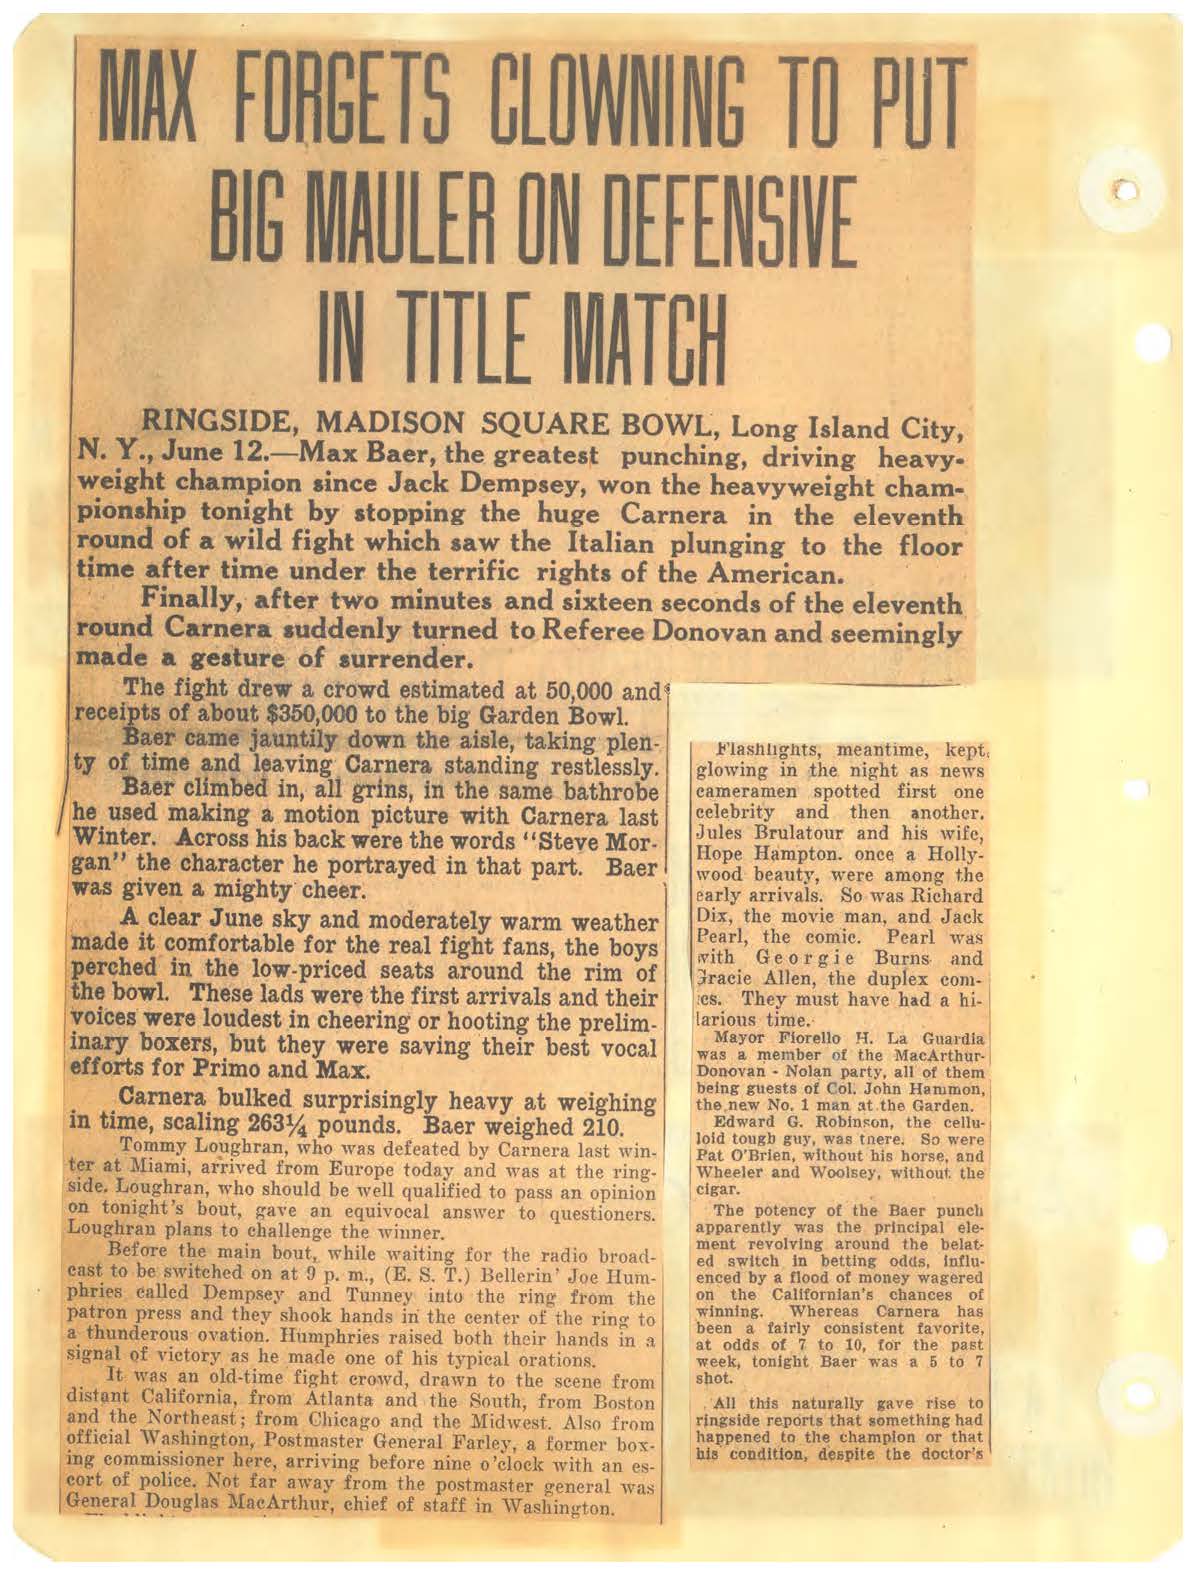 MAX FORGETS CLOWNING TO PUT
BIG MAULER ON DEFENSIVE
IN TITLE MATCH
RINGSIDE, MADISON SQUARE BOWL, Long Island City,
N. Y., June 12.—Max Baer, the greatest punching, driving heavy-
weight champion since Jack Dempsey, won the heavyweight cham-
pionship tonight by stopping the huge Carnera in the eleventh
round of a wild fight which saw the Italian plunging to the floor
time after time under the terrific rights of the American.
Finally, after two minutes and sixteen seconds of the eleventh
round Carnera suddenly turned to Referee Donovan and seemingly
made a gesture of surrender.
The fight drew a crowd estimated at 50,000 and
receipts of about $350,000 to the big Garden Bowl.
Baer came jauntily down the aisle, taking plen-
ty of time and leaving Carnera standing restlessly.
Baer climbed in, all grins, in the same bathrobe
he used making a motion picture with Carnera last
Winter. Across his back were the words "Steve Mor-
gan" the character he portrayed in that part. Baer
was given a mighty cheer.
A clear June sky and moderately warm weather
made it comfortable for the real fight fans, the boys
perched in the low-priced seats around the rim of
the bowl. These lads were the first arrivals and their
voices were loudest in cheering or hooting the prelim-
inary boxers, but they were saving their best vocal
efforts for Primo and Max.
Carnera bulked surprisingly heavy at weighing
in time, scaling 263¼ pounds. Baer weighed 210.
Tommy Loughran, who was defeated by Carnera last win-
ter at Miami, arrived from Europe today and was at the ring-
side. Loughran, who should be well qualified to pass an opinion
on tonight's bout, gave an equivocal answer to questioners.
Loughran plans to challenge the winner.
Before the main bout, while waiting for the radio broad-
cast to be switched on at 9 p. m., (E. S. T.) Bellerin' Joe Hum-
phries called Dempsey and Tunney into the ring from the
patron press and they shook hands in the center of the ring to
a thunderous ovation. Humphries raised both their hands in a
signal of victory as he made one of his typical orations.
It was an old-time fight crowd, drawn to the scene from
distant California, from Atlanta and the South, from Boston
and the Northeast; from Chicago and the Midwest. Also from
official Washington, Postmaster General Farley, a former box-
ing commissioner here, arriving before nine o'clock with an es-
cort of police. Not far away from the postmaster general was
General Douglas MacArthur, chief of staff in Washington.
Flashlights, meantime, kept
glowing in the night as news
cameramen spotted first one
celebrity and then another.
Jules Brulatour and his wife,
Hope Hampton. once a Holly-
wood beauty, were among the
early arrivals. So was Richard
Dix, the movie man, and Jack
Pearl, the comic. Pearl was
with Georgie Burns and
Gracie Allen, the duplex com-
ics. They must have had a hi-
larious time.
Mayor Fiorello H. La Guardia
was a member of the MacArthur-
Donovan - Nolan party, all of them
being guests of Col. John Hammon,
the new No. 1 man at the Garden.
Edward G. Robinson, the cellu-
loid tough guy, was there. So were
Pat O'Brien, without his horse, and
Wheeler and Woolsey, without the
cigar.
The potency of the Baer punch
apparently was the principal ele-
ment revolving around the belat-
ed switch in betting odds, influ-
enced by a flood of money wagered
on the Californian's chances of
winning. Whereas Carnera has
been a fairly consistent favorite,
at odds of 7 to 10, for the past
week, tonight Baer was a 5 to 7
shot.
All this naturally gave rise to
ringside reports that something had
happened to the champion or that
his condition, despite the doctor's